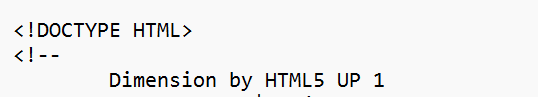 <!DOCTYPE HTML>
<!--
Dimension by HTML5 UP 1